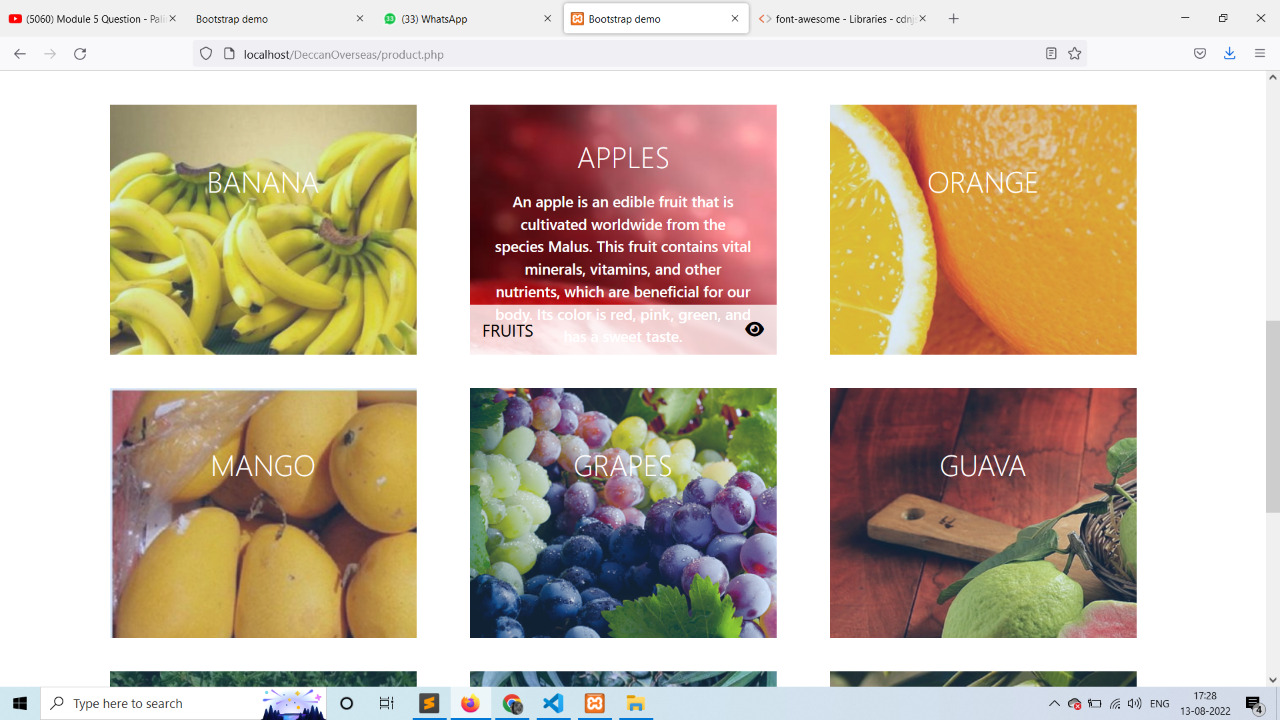 (5060) Module 5 Question - Pali
Bootstrap demo
(33) WhatsApp
Bootstrap demo
font-awesome - Libraries - cdnj
localhost/DeccanOverseas/product.php
BANANA
APPLES
An apple is an edible fruit that is
cultivated worldwide from the
species Malus. This fruit contains vital
minerals, vitamins, and other
nutrients, which are beneficial for our
body. Its color is red, pink, green, and
has a sweet taste.
FRUITS
ORANGE
MANGO
GRAPES
GUAVA
Type here to search
ENG
17:28
13-08-2022
4